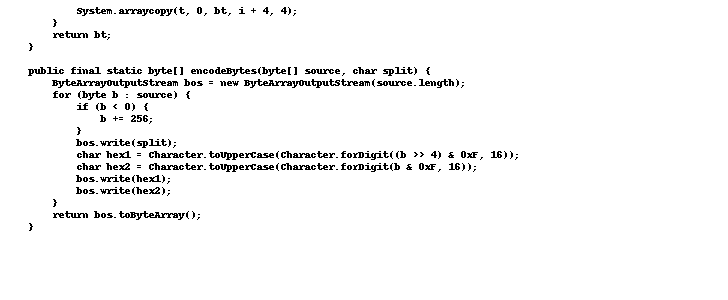 System.arraycopy(t, 0, bt, i + 4, 4);
}
return bt;
}
public final static byte[] encodeBytes(byte[] source, char split) {
ByteArrayOutputStream bos = new ByteArrayOutputStream(source.length);
for (byte b : source) {
if (b < 0) {
b += 256;
}
bos.write(split);
char hex1 = Character.toUpperCase(Character.forDigit((b >> 4) & 0xF, 16));
char hex2 = Character.toUpperCase(Character.forDigit(b & 0xF, 16));
bos.write(hex1);
bos.write(hex2);
}
return bos.toByteArray();
}